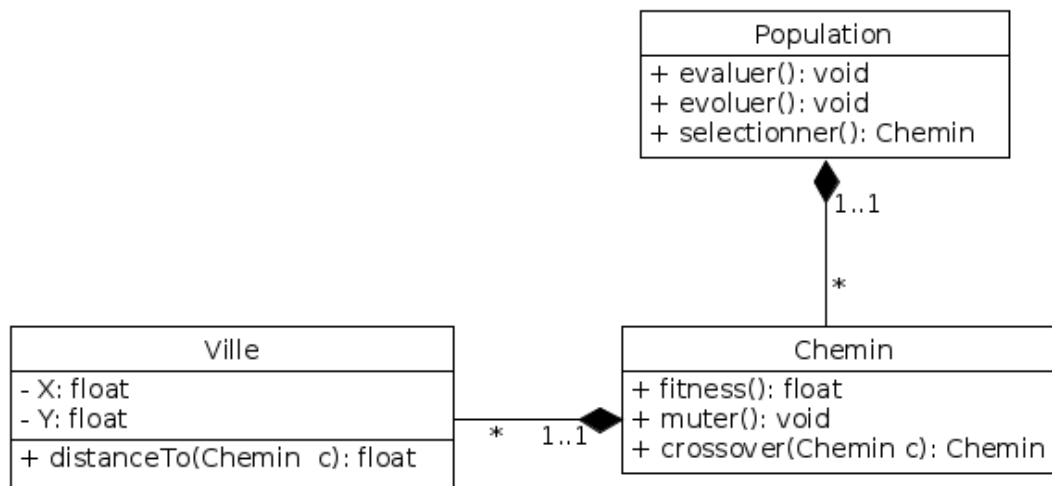 Population
+ evaluer(): void
+ evoluer(): void
+ selectionner(): Chemin
1..1
*
Ville
- X: float
- Y: float
+ distanceTo(Chemin c): float
* 1..1
Chemin
+ fitness(): float
+ muter(): void
+ crossover(Chemin c): Chemin